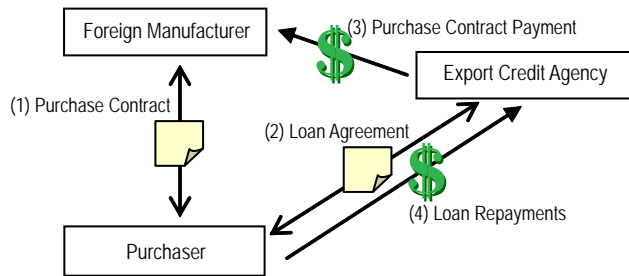 Foreign Manufacturer
(3) Purchase Contract Payment
Export Credit Agency
(1) Purchase Contract
(2) Loan Agreement
(4) Loan Repayments
Purchaser